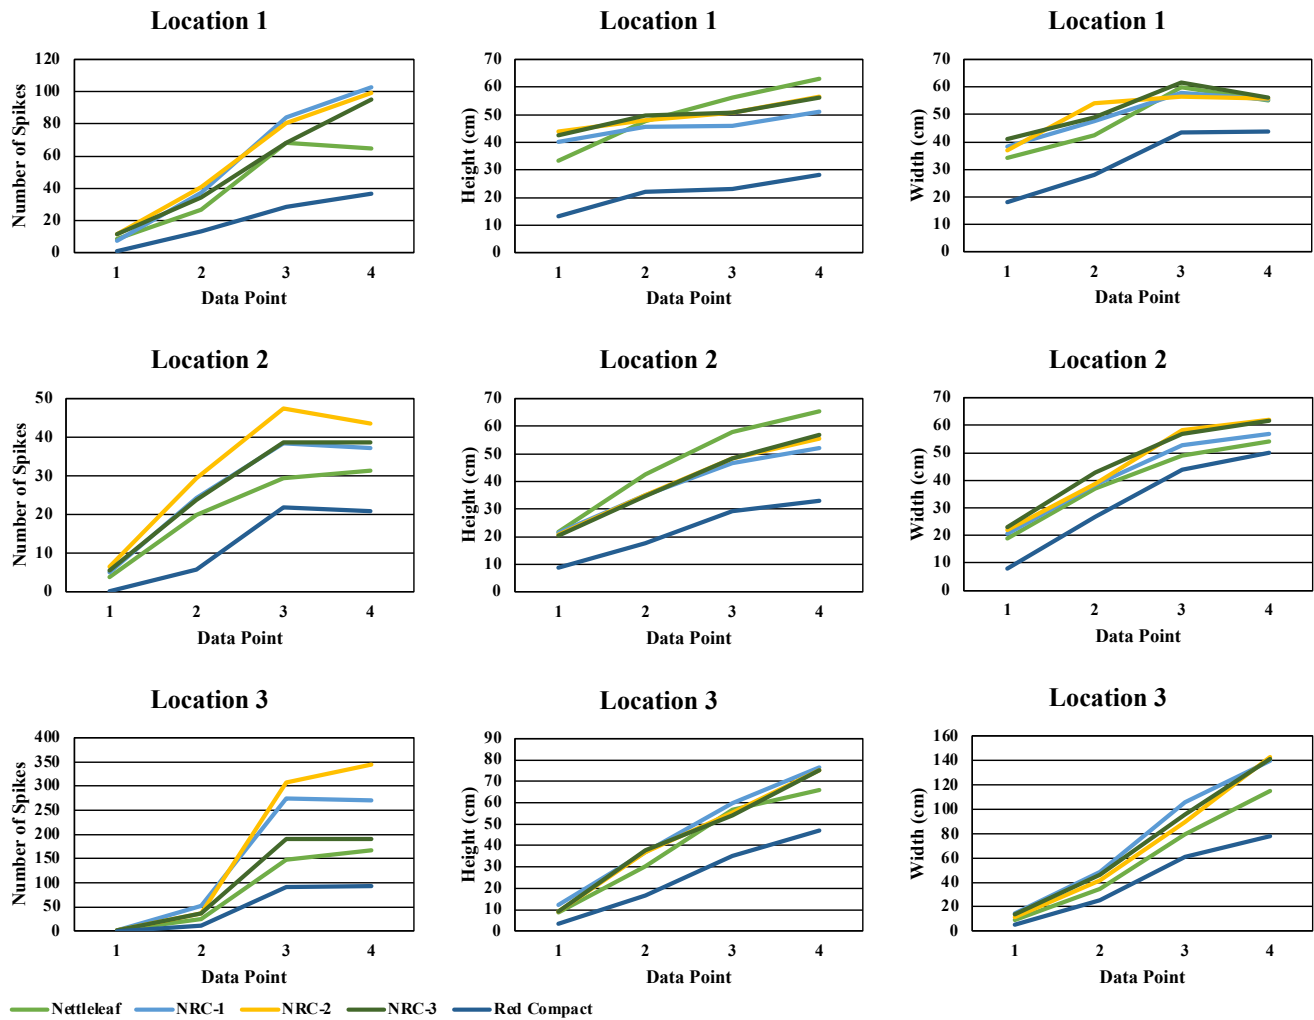 Location 1
Number of Spikes
120
100
80
60
40
20
0
1 2 3 4
Data Point
Location 1
Height (cm)
70
60
50
40
30
20
10
0
1 2 3 4
Data Point
Location 1
Width (cm)
70
60
50
40
30
20
10
0
1 2 3 4
Data Point
Location 2
Number of Spikes
50
40
30
20
10
0
1 2 3 4
Data Point
Location 2
Height (cm)
70
60
50
40
30
20
10
0
1 2 3 4
Data Point
Location 2
Width (cm)
70
60
50
40
30
20
10
0
1 2 3 4
Data Point
Location 3
Number of Spikes
400
350
300
250
200
150
100
50
0
1 2 3 4
Data Point
Location 3
Height (cm)
90
80
70
60
50
40
30
20
10
0
1 2 3 4
Data Point
Location 3
Width (cm)
160
140
120
100
80
60
40
20
0
1 2 3 4
Data Point
Nettleleaf NRC-1 NRC-2 NRC-3 Red Compact